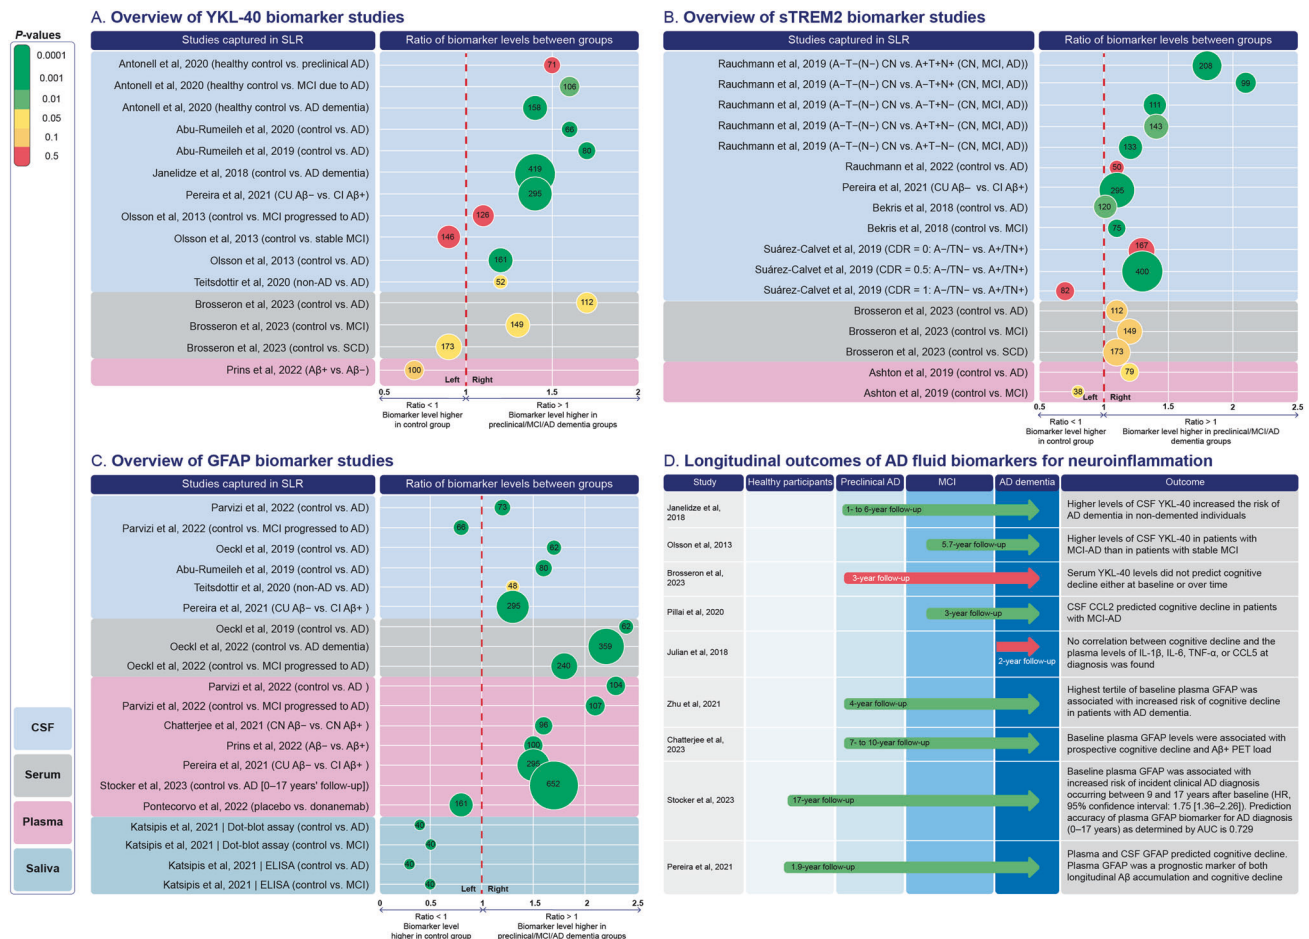 A. Overview of YKL-40 biomarker studies
P-values
0.0001
0.001
0.01
0.05
0.1
0.5
CSF
Serum
Plasma
Saliva
Studies captured in SLR
Ratio of biomarker levels between groups
Antonell et al, 2020 (healthy control vs. preclinical AD)
71
Antonell et al, 2020 (healthy control vs. MCI due to AD)
106
Antonell et al, 2020 (healthy control vs. AD dementia)
158
Abu-Rumeileh et al, 2020 (control vs. AD)
66
Abu-Rumeileh et al, 2019 (control vs. AD)
80
Janelidze et al, 2018 (control vs. AD dementia)
419
Pereira et al, 2021 (CU Aβ− vs. CI Aβ+)
295
Olsson et al, 2013 (control vs. MCI progressed to AD)
126
Olsson et al, 2013 (control vs. stable MCI)
146
Olsson et al, 2013 (control vs. AD)
161
Teitsdottir et al, 2020 (non-AD vs. AD)
52
Brosseron et al, 2023 (control vs. AD)
112
Brosseron et al, 2023 (control vs. MCI)
149
Brosseron et al, 2023 (control vs. SCD)
173
Prins et al, 2022 (Aβ+ vs. Aβ−)
100
Left
Right
0.5
1
1.5
2
Ratio < 1
Biomarker level higher
in control group
Ratio > 1
Biomarker level higher in
preclinical/MCI/AD dementia groups
B. Overview of sTREM2 biomarker studies
Studies captured in SLR
Ratio of biomarker levels between groups
Rauchmann et al, 2019 (A−T−(N−) CN vs. A+T+N+ (CN, MCI, AD))
208
Rauchmann et al, 2019 (A−T−(N−) CN vs. A−T+N+ (CN, MCI, AD))
99
Rauchmann et al, 2019 (A−T−(N−) CN vs. A−T+N− (CN, MCI, AD))
111
Rauchmann et al, 2019 (A−T−(N−) CN vs. A+T+N− (CN, MCI, AD))
143
Rauchmann et al, 2019 (A−T−(N−) CN vs. A+T−N− (CN, MCI, AD))
133
Rauchmann et al, 2022 (control vs. AD)
50
Pereira et al, 2021 (CU Aβ− vs. CI Aβ+)
295
Bekris et al, 2018 (control vs. AD)
120
Bekris et al, 2018 (control vs. MCI)
75
Suárez-Calvet et al, 2019 (CDR = 0: A−/TN− vs. A+/TN+)
167
Suárez-Calvet et al, 2019 (CDR = 0.5: A−/TN− vs. A+/TN+)
400
Suárez-Calvet et al, 2019 (CDR = 1: A−/TN− vs. A+/TN+)
82
Brosseron et al, 2023 (control vs. AD)
112
Brosseron et al, 2023 (control vs. MCI)
149
Brosseron et al, 2023 (control vs. SCD)
173
Ashton et al, 2019 (control vs. AD)
79
Ashton et al, 2019 (control vs. MCI)
38
Left
Right
0.5
1
1.5
2
2.5
Ratio < 1
Biomarker level higher
in control group
Ratio > 1
Biomarker level higher in preclinical/MCI/AD
dementia groups
C. Overview of GFAP biomarker studies
Studies captured in SLR
Ratio of biomarker levels between groups
Parvizi et al, 2022 (control vs. AD)
73
Parvizi et al, 2022 (control vs. MCI progressed to AD)
66
Oeckl et al, 2019 (control vs. AD)
62
Abu-Rumeileh et al, 2019 (control vs. AD)
80
Teitsdottir et al, 2020 (non-AD vs. AD)
48
Pereira et al, 2021 (CU Aβ− vs. CI Aβ+ )
295
Oeckl et al, 2019 (control vs. AD)
62
Oeckl et al, 2022 (control vs. AD dementia)
359
Oeckl et al, 2022 (control vs. MCI progressed to AD)
240
Parvizi et al, 2022 (control vs. AD )
104
Parvizi et al, 2022 (control vs. MCI progressed to AD)
107
Chatterjee et al, 2021 (CN Aβ− vs. CN Aβ+ )
96
Prins et al, 2022 (Aβ− vs. Aβ+)
100
Pereira et al, 2021 (CU Aβ− vs. CI Aβ+ )
295
Stocker et al, 2023 (control vs. AD [0–17 years' follow-up])
652
Pontecorvo et al, 2022 (placebo vs. donanemab)
161
Katsipis et al, 2021 | Dot-blot assay (control vs. AD)
40
Katsipis et al, 2021 | Dot-blot assay (control vs. MCI)
40
Katsipis et al, 2021 | ELISA (control vs. AD)
40
Katsipis et al, 2021 | ELISA (control vs. MCI)
40
Left
Right
0
0.5
1
1.5
2
2.5
Ratio < 1
Biomarker level
higher in control group
Ratio > 1
Biomarker level higher in
preclinical/MCI/AD dementia groups
D. Longitudinal outcomes of AD fluid biomarkers for neuroinflammation
Study
Healthy participants
Preclinical AD
MCI
AD dementia
Outcome
Janelidze et al,
2018
1- to 6-year follow-up
Higher levels of CSF YKL-40 increased the risk of
AD dementia in non-demented individuals
Olsson et al, 2013
5.7-year follow-up
Higher levels of CSF YKL-40 in patients with
MCI-AD than in patients with stable MCI
Brosseron et al,
2023
3-year follow-up
Serum YKL-40 levels did not predict cognitive
decline either at baseline or over time
Pillai et al, 2020
3-year follow-up
CSF CCL2 predicted cognitive decline in patients
with MCI-AD
Julian et al, 2018
2-year follow-up
No correlation between cognitive decline and the
plasma levels of IL-1β, IL-6, TNF-α, or CCL5 at
diagnosis was found
Zhu et al, 2021
4-year follow-up
Highest tertile of baseline plasma GFAP was
associated with increased risk of cognitive decline
in patients with AD dementia.
Chatterjee et al,
2023
7- to 10-year follow-up
Baseline plasma GFAP levels were associated with
prospective cognitive decline and Aβ+ PET load
Stocker et al, 2023
17-year follow-up
Baseline plasma GFAP was associated with
increased risk of incident clinical AD diagnosis
occurring between 9 and 17 years after baseline (HR,
95% confidence interval: 1.75 [1.36–2.26]). Prediction
accuracy of plasma GFAP biomarker for AD diagnosis
(0–17 years) as determined by AUC is 0.729
Pereira et al, 2021
1.9-year follow-up
Plasma and CSF GFAP predicted cognitive decline.
Plasma GFAP was a prognostic marker of both
longitudinal Aβ accumulation and cognitive decline